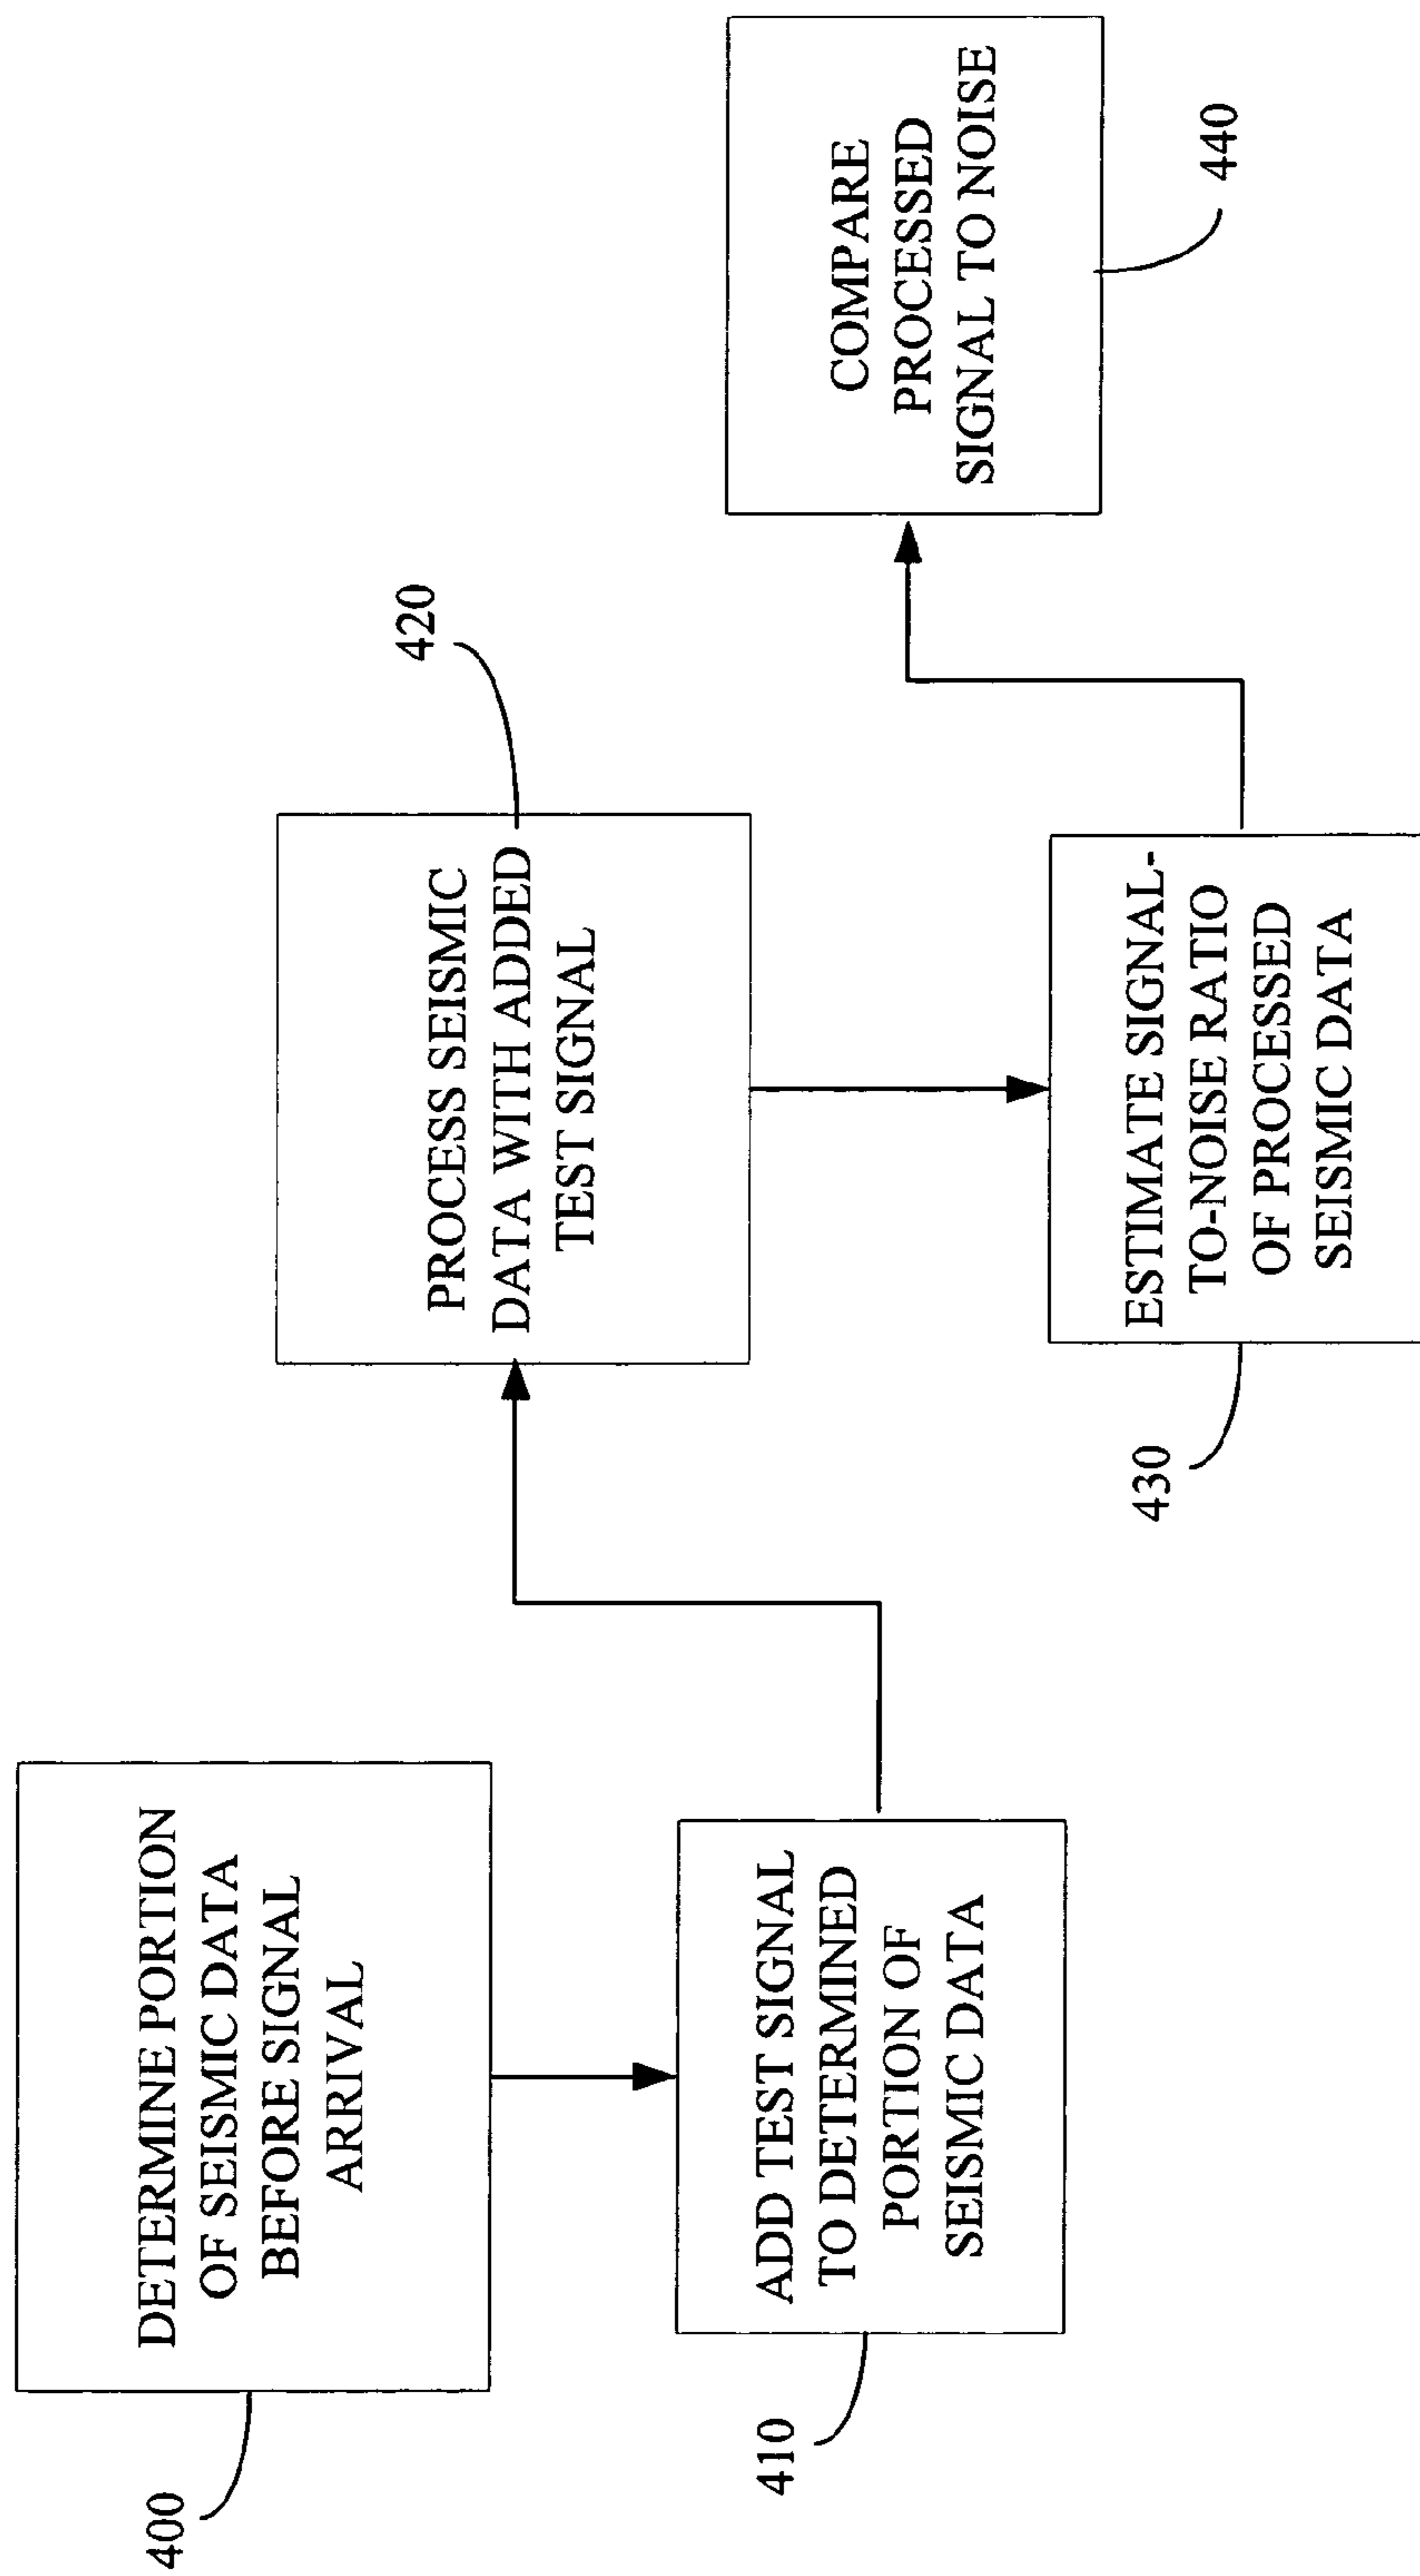 400
DETERMINE PORTION
OF SEISMIC DATA
BEFORE SIGNAL
ARRIVAL
410
ADD TEST SIGNAL
TO DETERMINED
PORTION OF
SEISMIC DATA
420
PROCESS SEISMIC
DATA WITH ADDED
TEST SIGNAL
430
ESTIMATE SIGNAL-
TO-NOISE RATIO
OF PROCESSED
SEISMIC DATA
COMPARE
PROCESSED
SIGNAL TO NOISE
440